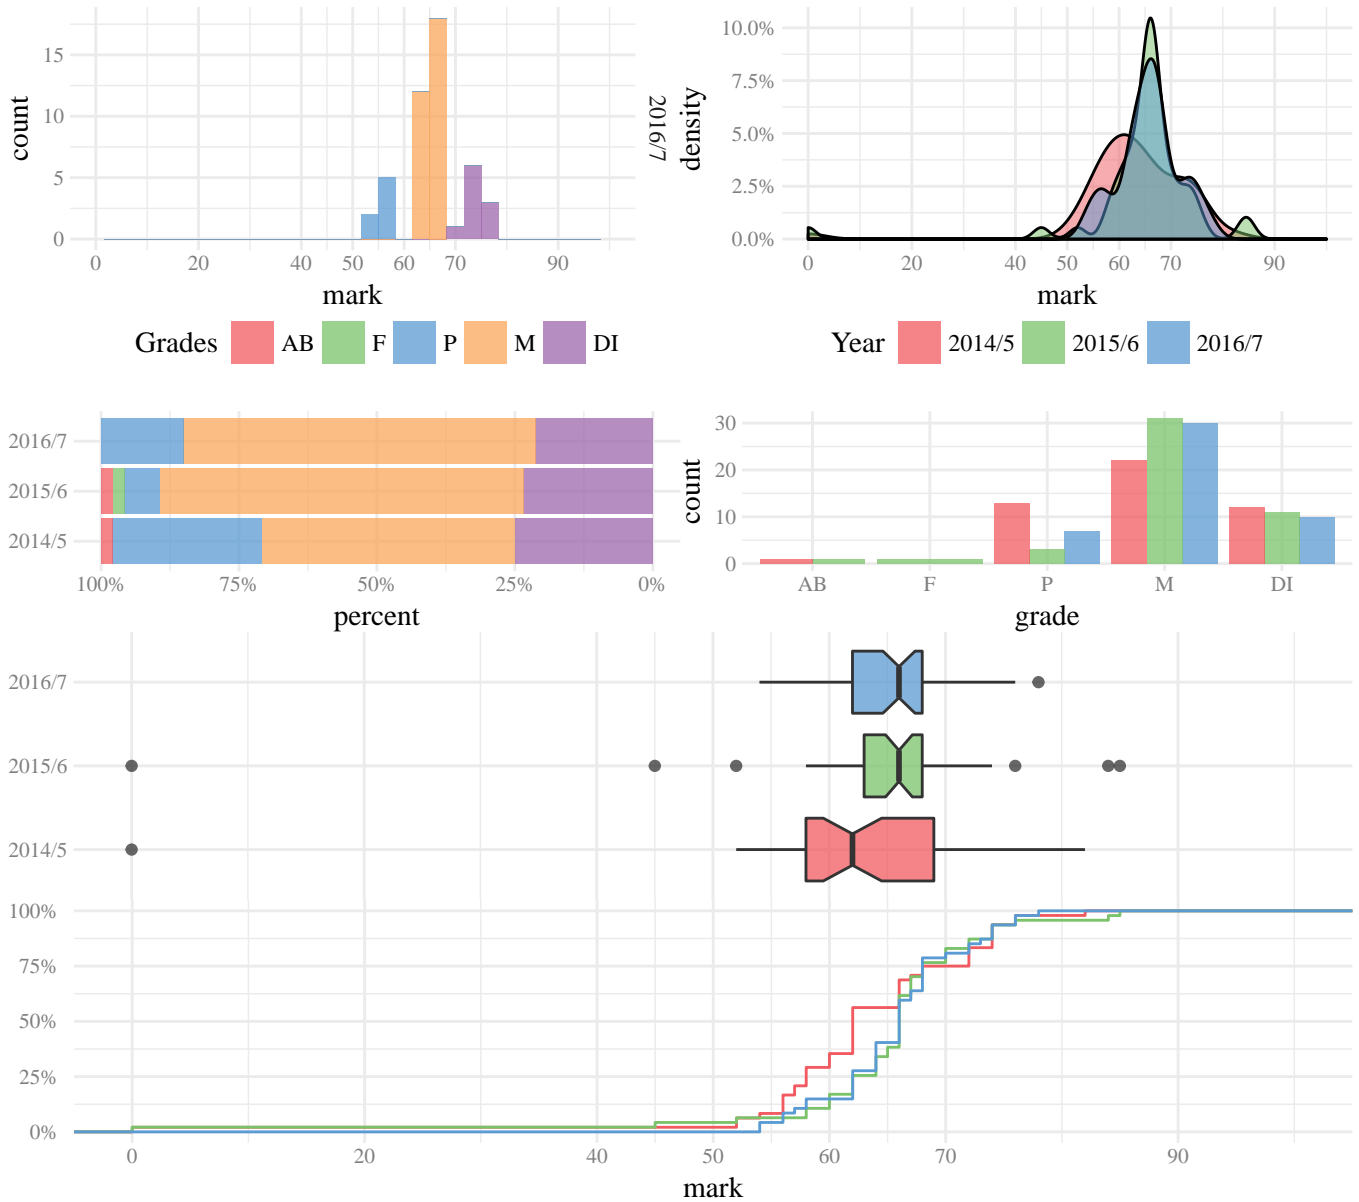 15
10
5
0
count
0 20 40 50 60 70 90
mark
2016/7
10.0%
7.5%
5.0%
2.5%
0.0%
density
0 20 40 50 60 70 90
mark
Grades AB F P M DI
Year 2014/5 2015/6 2016/7
2016/7
2015/6
2014/5
100% 75% 50% 25% 0%
percent
30
20
10
0
count
AB F P M DI
grade
2016/7
2015/6
2014/5
100%
75%
50%
25%
0%
0 20 40 50 60 70 90
mark